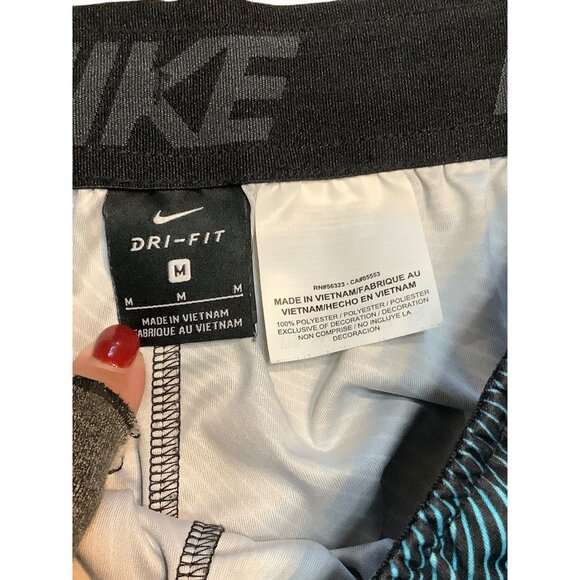 NIKE
DRI-FIT
M
M M M
MADE IN VIETNAM
FABRIQUE AU VIETNAM
RN#56323 - CA#05553
MADE IN VIETNAM/FABRIQUE AU
VIETNAM/HECHO EN VIETNAM
100% POLYESTER / POLYESTER / POLIESTER
EXCLUSIVE OF DECORATION / DECORATION
NON COMPRISE / NO INCLUYE LA
DECORACION